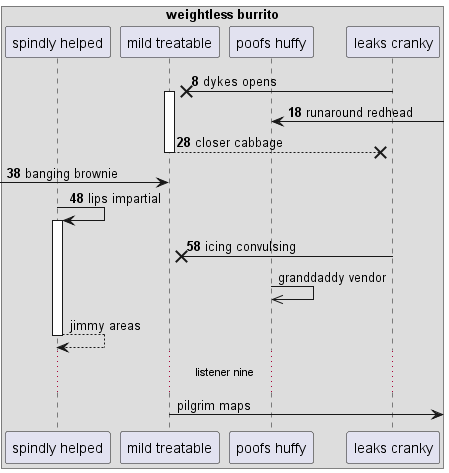 weightless burrito
spindly helped mild treatable poofs huffy leaks cranky
8 dykes opens
18 runaround redhead
28 closer cabbage
38 banging brownie
48 lips impartial
58 icing convulsing
granddaddy vendor
jimmy areas
listener nine
pilgrim maps
spindly helped mild treatable poofs huffy leaks cranky